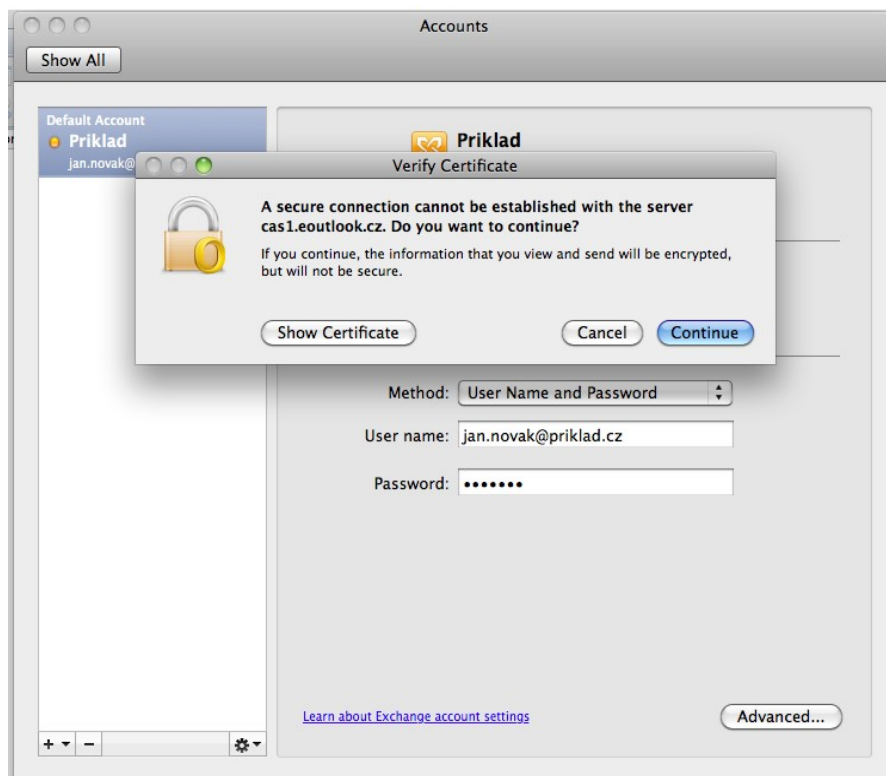 Accounts
Show All
Default Account
Priklad
jan.novak@
Priklad
Verify Certificate
A secure connection cannot be established with the server
cas1.eoutlook.cz. Do you want to continue?
If you continue, the information that you view and send will be encrypted,
but will not be secure.
Show Certificate
Cancel
Continue
Method: User Name and Password
User name: jan.novak@priklad.cz
Password: •••••••
Learn about Exchange account settings
Advanced...